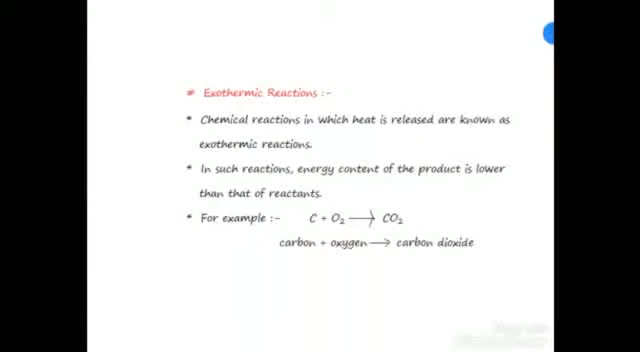 # Exothermic Reactions :-
* Chemical reactions in which heat is released are known as
exothermic reactions.
* In such reactions, energy content of the product is lower
than that of reactants.
* For example :- C + O₂ ⟶ CO₂
carbon + oxygen ⟶ carbon dioxide